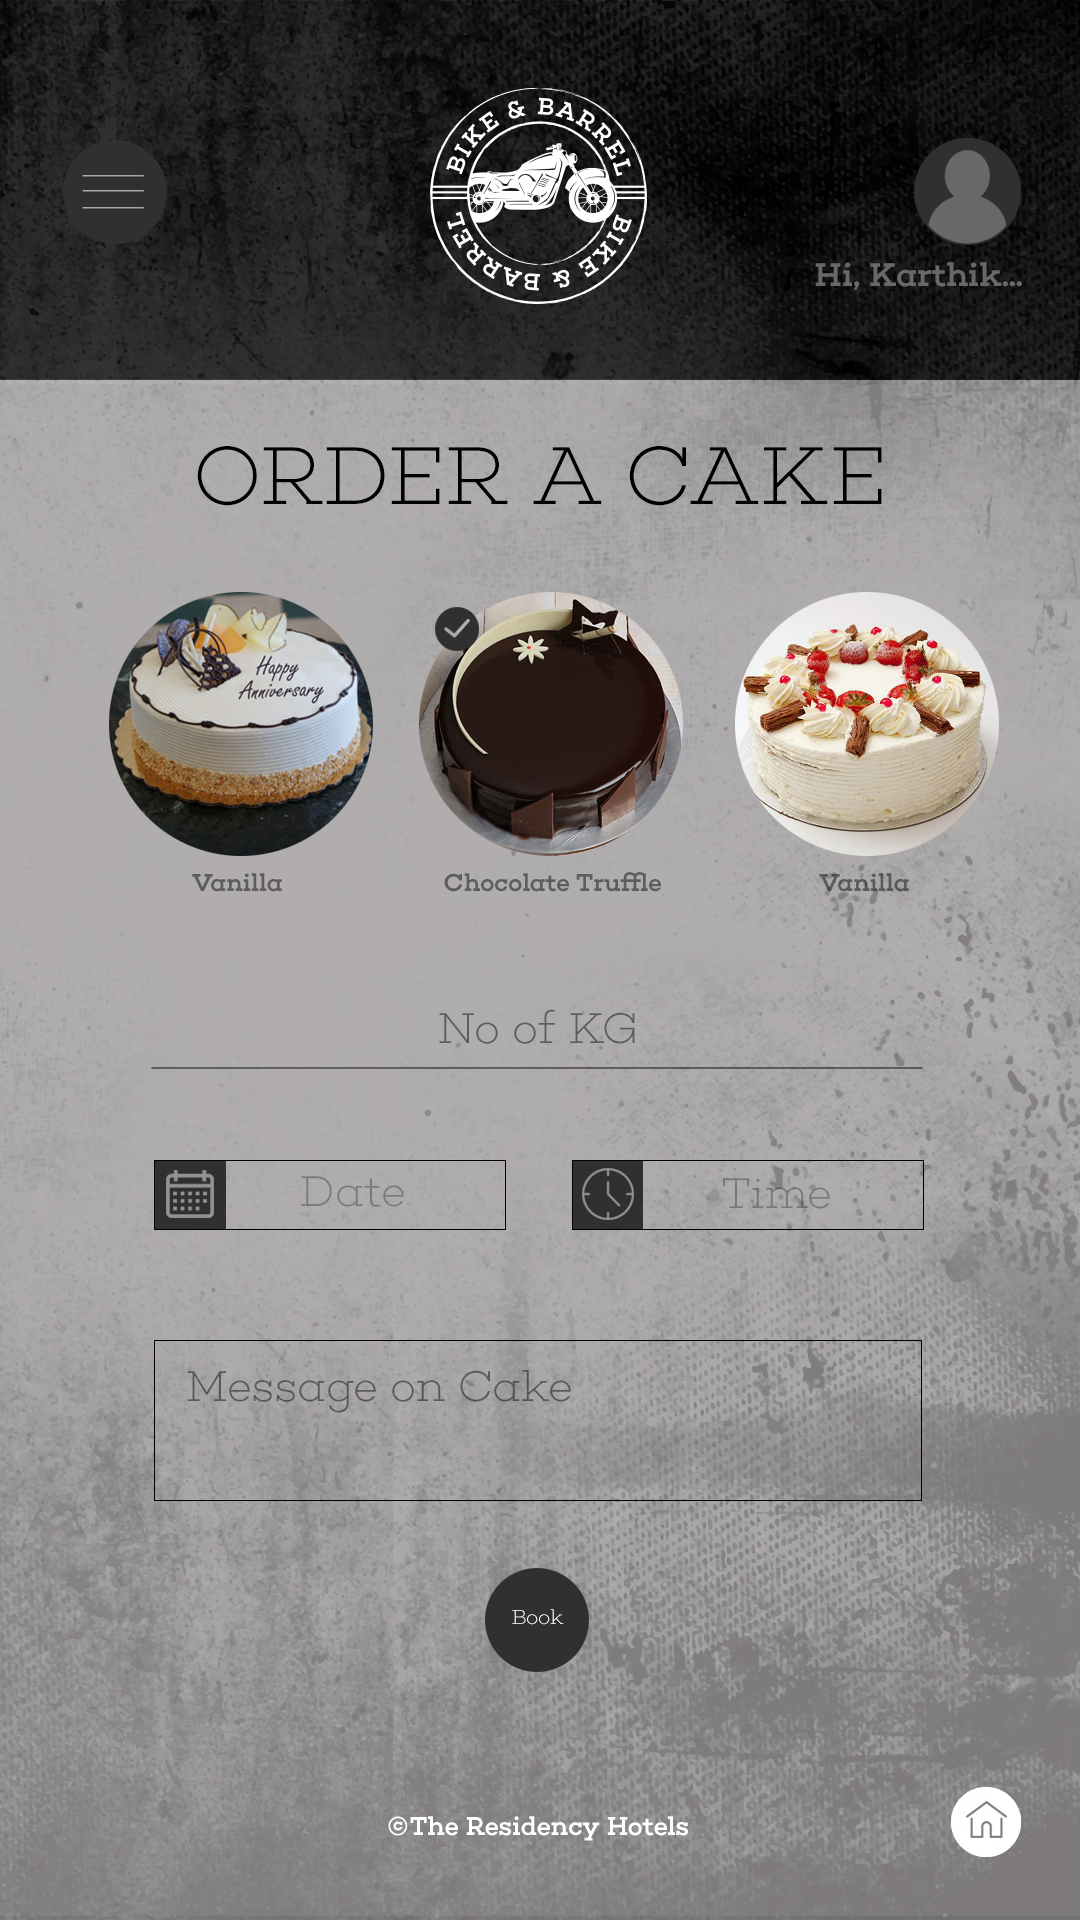 BIKE & BARREL
BIKE & BARREL
Hi, Karthik...
ORDER A CAKE
Happy
Anniversary
Vanilla
Chocolate Truffle
Vanilla
No of KG
Date
Time
Message on Cake
Book
©The Residency Hotels